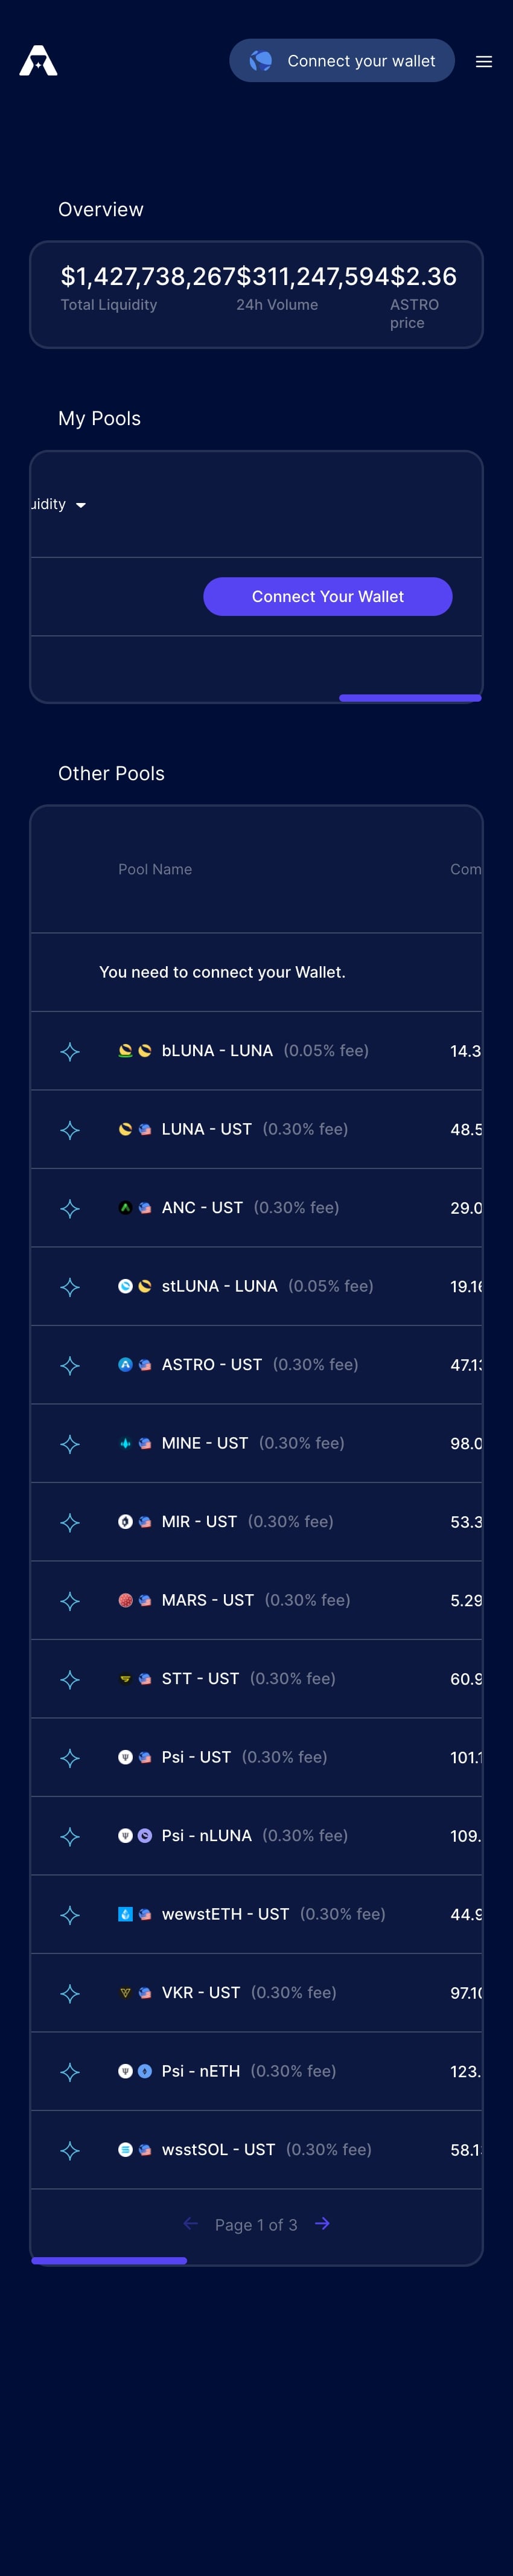 Connect your wallet
Overview
$1,427,738,267 $311,247,594 $2.36
Total Liquidity 24h Volume ASTRO
price
My Pools
uidity
Connect Your Wallet
Other Pools
Pool Name Com
You need to connect your Wallet.
bLUNA - LUNA (0.05% fee) 14.3
LUNA - UST (0.30% fee) 48.5
ANC - UST (0.30% fee) 29.0
stLUNA - LUNA (0.05% fee) 19.16
ASTRO - UST (0.30% fee) 47.13
MINE - UST (0.30% fee) 98.0
MIR - UST (0.30% fee) 53.3
MARS - UST (0.30% fee) 5.29
STT - UST (0.30% fee) 60.9
Psi - UST (0.30% fee) 101.1
Psi - nLUNA (0.30% fee) 109.
wewstETH - UST (0.30% fee) 44.9
VKR - UST (0.30% fee) 97.10
Psi - nETH (0.30% fee) 123.
wsstSOL - UST (0.30% fee) 58.1
Page 1 of 3